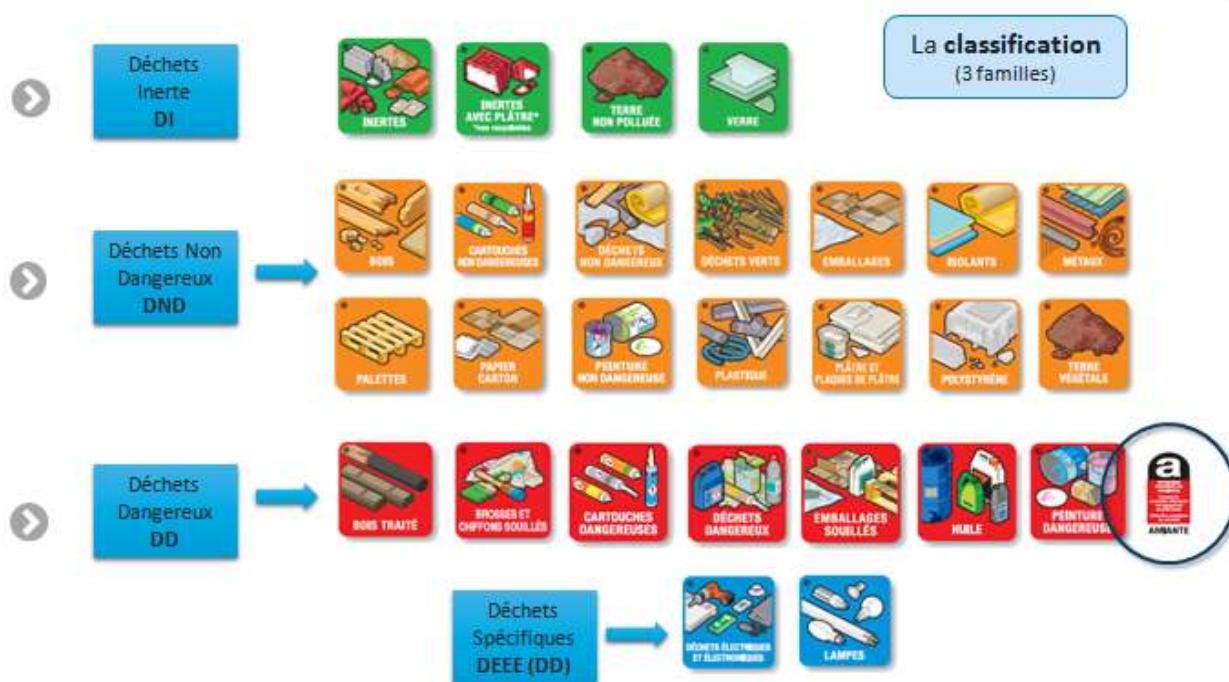 La classification
(3 familles)
Déchets
Inerte
DI
INERTES
INERTES
AVEC PLÂTRE*
TERRE
NON POLLUÉE
VERRE
Déchets Non
Dangereux
DND
BOIS
CARTOUCHES
NON DANGEREUSES
DÉCHETS
NON DANGEREUX
DÉCHETS VERTS
EMBALLAGES
ISOLANTS
MÉTAUX
PALETTES
PAPIER
CARTON
PEINTURE
NON DANGEREUSE
PLASTIQUE
PLÂTRE ET
PLAQUES DE PLÂTRE
POLYSTYRÈNE
TERRE
VÉGÉTALE
Déchets
Dangereux
DD
BOIS TRAITÉ
BROSSES ET
CHIFFONS SOUILLÉS
CARTOUCHES
DANGEREUSES
DÉCHETS
DANGEREUX
EMBALLAGES
SOUILLÉS
HUILE
PEINTURE
DANGEREUSE
a
AMIANTE
Déchets
Spécifiques
DEEE (DD)
DÉCHETS ÉLECTRIQUES
ET ÉLECTRONIQUES
LAMPES